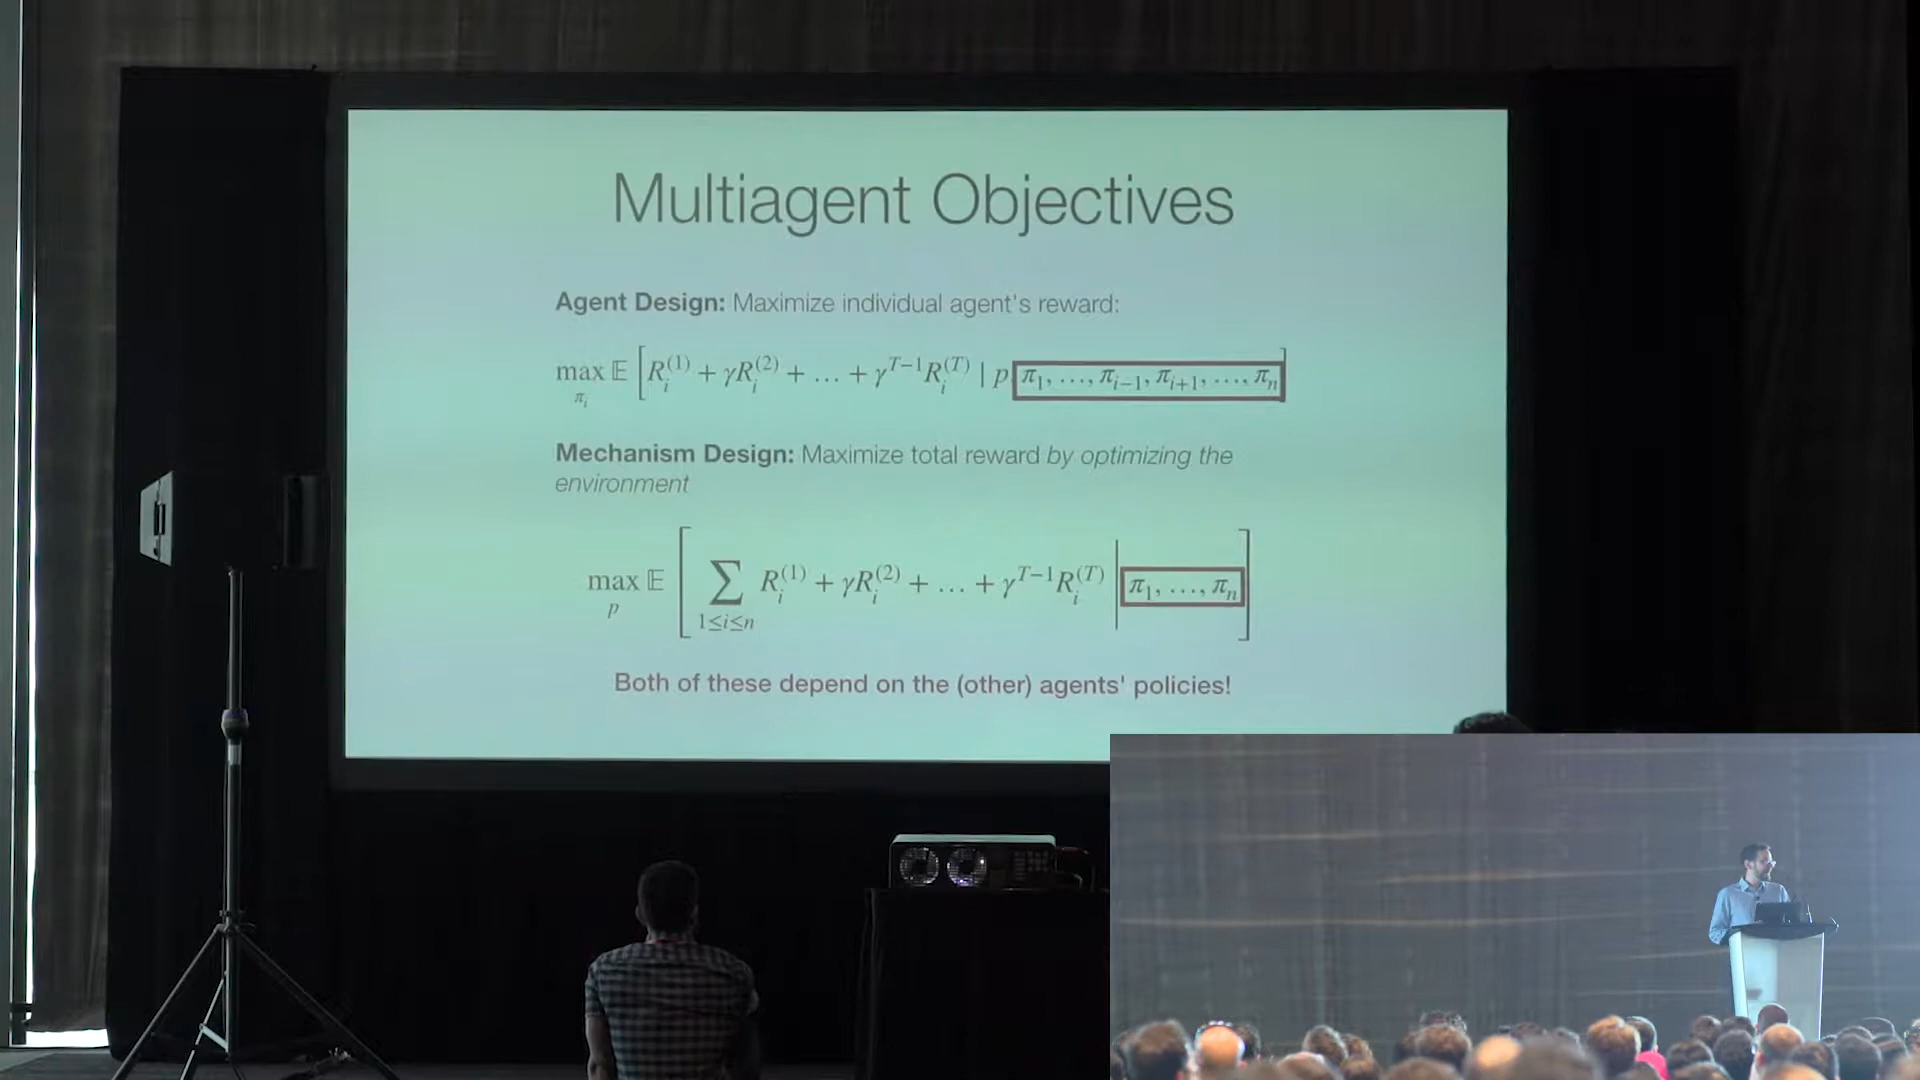 Multiagent Objectives
Agent Design: Maximize individual agent's reward:
max_{π_i} 𝔼 [R_i^{(1)} + γR_i^{(2)} + … + γ^{T−1}R_i^{(T)} | p π_1, …, π_{i−1}, π_{i+1}, …, π_n]
Mechanism Design: Maximize total reward by optimizing the
environment
max_p 𝔼 [∑_{1≤i≤n} R_i^{(1)} + γR_i^{(2)} + … + γ^{T−1}R_i^{(T)} | π_1, …, π_n]
Both of these depend on the (other) agents' policies!